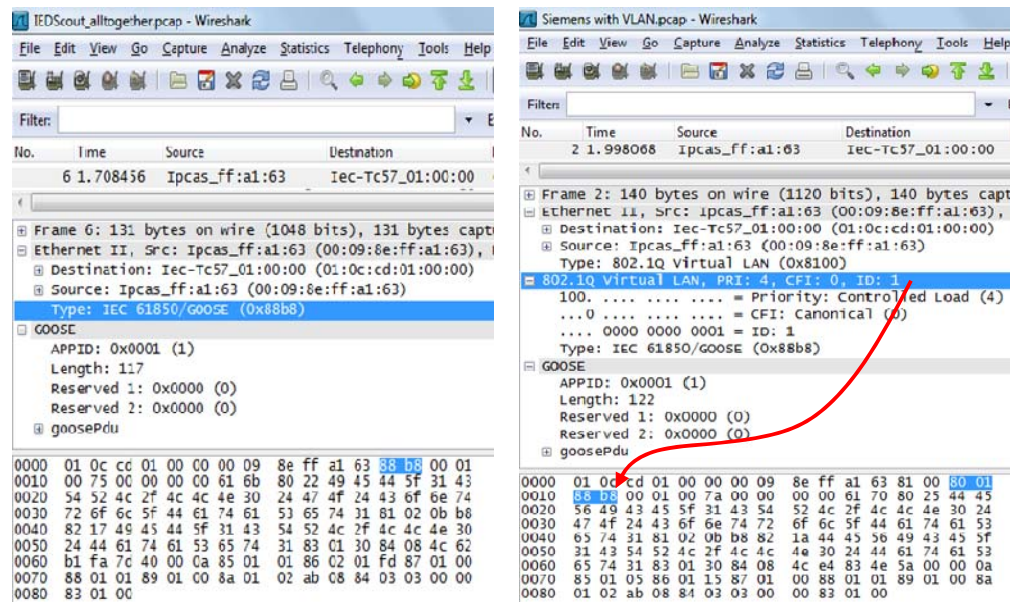 IEDScout_alltogether.pcap - Wireshark
File Edit View Go Capture Analyze Statistics Telephony Tools Help
Filter:
No. Time Source Destination
6 1.708456 Ipcas_ff:a1:63 Iec-Tc57_01:00:00
Frame 6: 131 bytes on wire (1048 bits), 131 bytes capt
Ethernet II, Src: Ipcas_ff:a1:63 (00:09:8e:ff:a1:63),
Destination: Iec-Tc57_01:00:00 (01:0c:cd:01:00:00)
Source: Ipcas_ff:a1:63 (00:09:8e:ff:a1:63)
Type: IEC 61850/GOOSE (0x88b8)
GOOSE
APPID: 0x0001 (1)
Length: 117
Reserved 1: 0x0000 (0)
Reserved 2: 0x0000 (0)
goosePdu
0000 01 0c cd 01 00 00 00 09 8e ff a1 63 88 b8 00 01
0010 00 75 00 00 00 00 61 6b 80 22 49 45 44 5f 31 43
0020 54 52 4c 2f 4c 4c 4e 30 24 47 4f 24 43 6f 6e 74
0030 72 6f 6c 5f 44 61 74 61 53 65 74 31 81 02 0b b8
0040 82 17 49 45 44 5f 31 43 54 52 4c 2f 4c 4c 4e 30
0050 24 44 61 74 61 53 65 74 31 83 01 30 84 08 4c 62
0060 b1 fa 7d 40 00 0a 85 01 01 86 02 01 fd 87 01 00
0070 88 01 01 89 01 00 8a 01 02 ab 08 84 03 03 00 00
0080 83 01 00
Siemens with VLAN.pcap - Wireshark
File Edit View Go Capture Analyze Statistics Telephony Tools Help
Filter:
No. Time Source Destination
2 1.998068 Ipcas_ff:a1:63 Iec-Tc57_01:00:00
Frame 2: 140 bytes on wire (1120 bits), 140 bytes capt
Ethernet II, Src: Ipcas_ff:a1:63 (00:09:8e:ff:a1:63),
Destination: Iec-Tc57_01:00:00 (01:0c:cd:01:00:00)
Source: Ipcas_ff:a1:63 (00:09:8e:ff:a1:63)
Type: 802.1Q Virtual LAN (0x8100)
802.1Q Virtual LAN, PRI: 4, CFI: 0, ID: 1
100. .... .... .... = Priority: Controlled Load (4)
...0 .... .... .... = CFI: Canonical (0)
.... 0000 0000 0001 = ID: 1
Type: IEC 61850/GOOSE (0x88b8)
GOOSE
APPID: 0x0001 (1)
Length: 122
Reserved 1: 0x0000 (0)
Reserved 2: 0x0000 (0)
goosePdu
0000 01 0c cd 01 00 00 00 09 8e ff a1 63 81 00 80 01
0010 88 b8 00 01 00 7a 00 00 00 00 61 70 80 25 44 45
0020 56 49 43 45 5f 31 43 54 52 4c 2f 4c 4c 4e 30 24
0030 47 4f 24 43 6f 6e 74 72 6f 6c 5f 44 61 74 61 53
0040 65 74 31 81 02 0b b8 82 1a 44 45 56 49 43 45 5f
0050 31 43 54 52 4c 2f 4c 4c 4e 30 24 44 61 74 61 53
0060 65 74 31 83 01 30 84 08 4c e4 83 4e 5a 00 00 0a
0070 85 01 05 86 01 15 87 01 00 88 01 01 89 01 00 8a
0080 01 02 ab 08 84 03 03 00 00 83 01 00